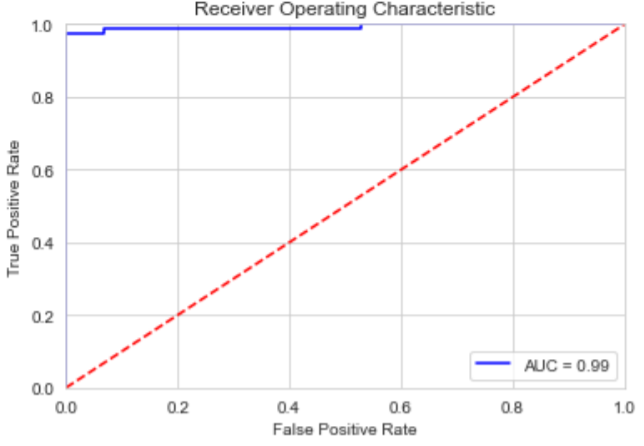 Receiver Operating Characteristic
True Positive Rate
1.0
0.8
0.6
0.4
0.2
0.0
AUC = 0.99
0.0 0.2 0.4 0.6 0.8 1.0
False Positive Rate